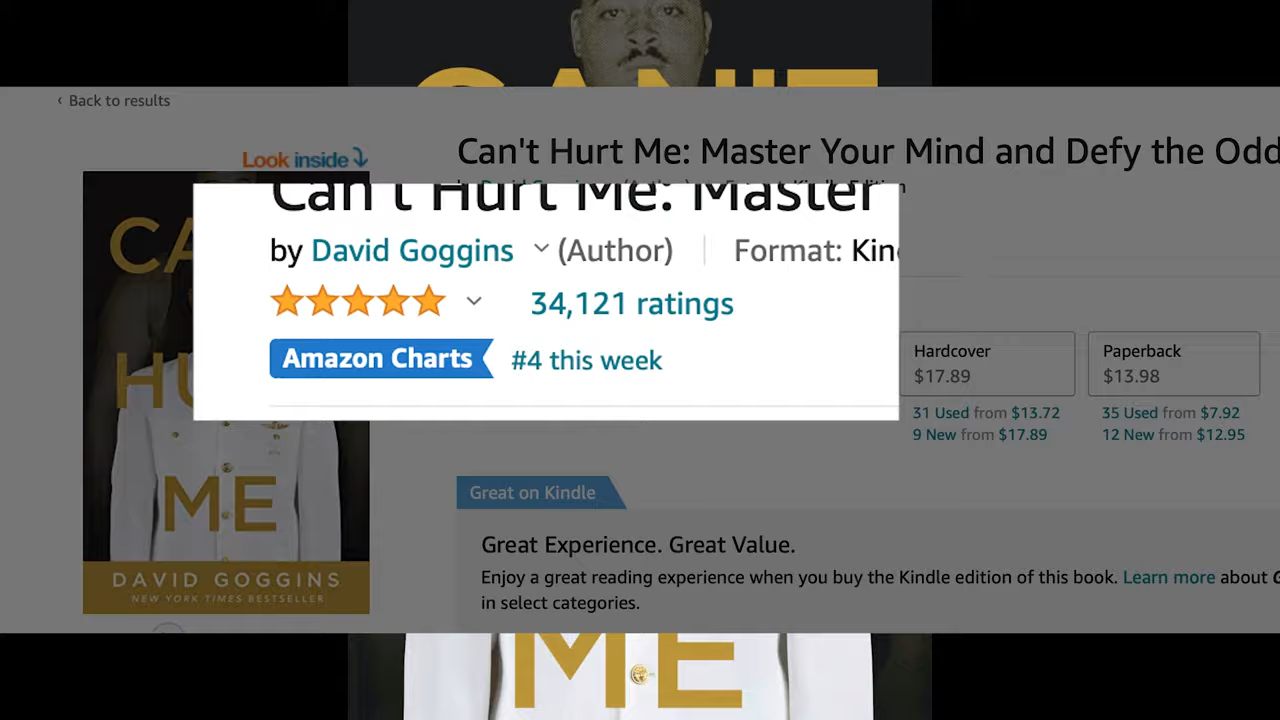 CAN'T
‹ Back to results
Look inside
Can't Hurt Me: Master Your Mind and Defy the Odd
Can't Hurt Me: Master
by David Goggins (Author) Format: Kin
34,121 ratings
Amazon Charts #4 this week
Hardcover
$17.89
31 Used from $13.72
9 New from $17.89
Paperback
$13.98
35 Used from $7.92
12 New from $12.95
CA
HU
ME
DAVID GOGGINS
NEW YORK TIMES BESTSELLER
Great on Kindle
Great Experience. Great Value.
Enjoy a great reading experience when you buy the Kindle edition of this book. Learn more about G
in select categories.
ME